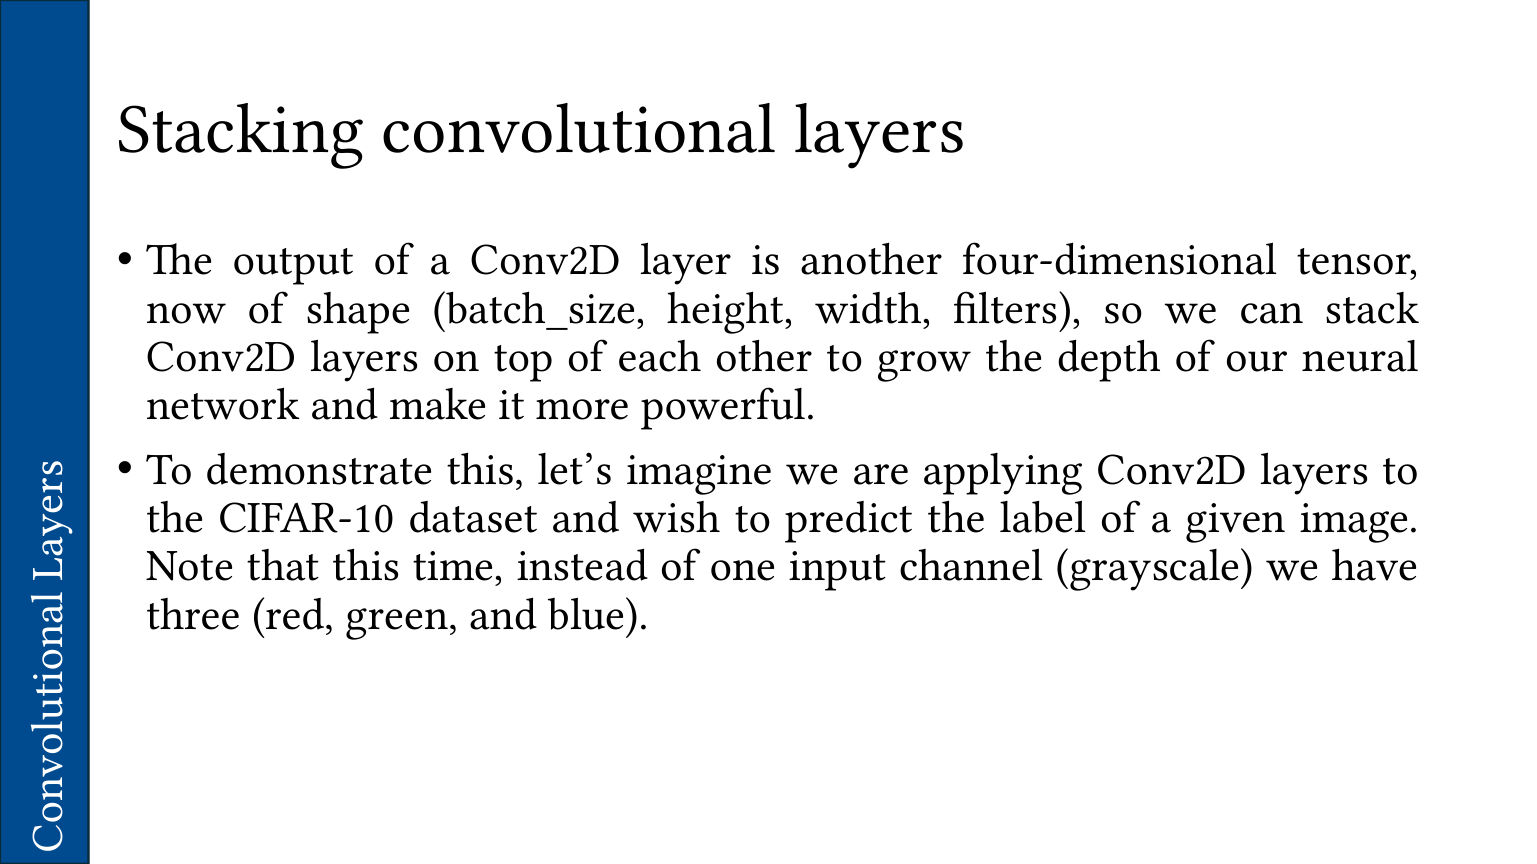 Convolutional Layers
Stacking convolutional layers
• The output of a Conv2D layer is another four-dimensional tensor,
now of shape (batch_size, height, width, filters), so we can stack
Conv2D layers on top of each other to grow the depth of our neural
network and make it more powerful.
• To demonstrate this, let’s imagine we are applying Conv2D layers to
the CIFAR-10 dataset and wish to predict the label of a given image.
Note that this time, instead of one input channel (grayscale) we have
three (red, green, and blue).